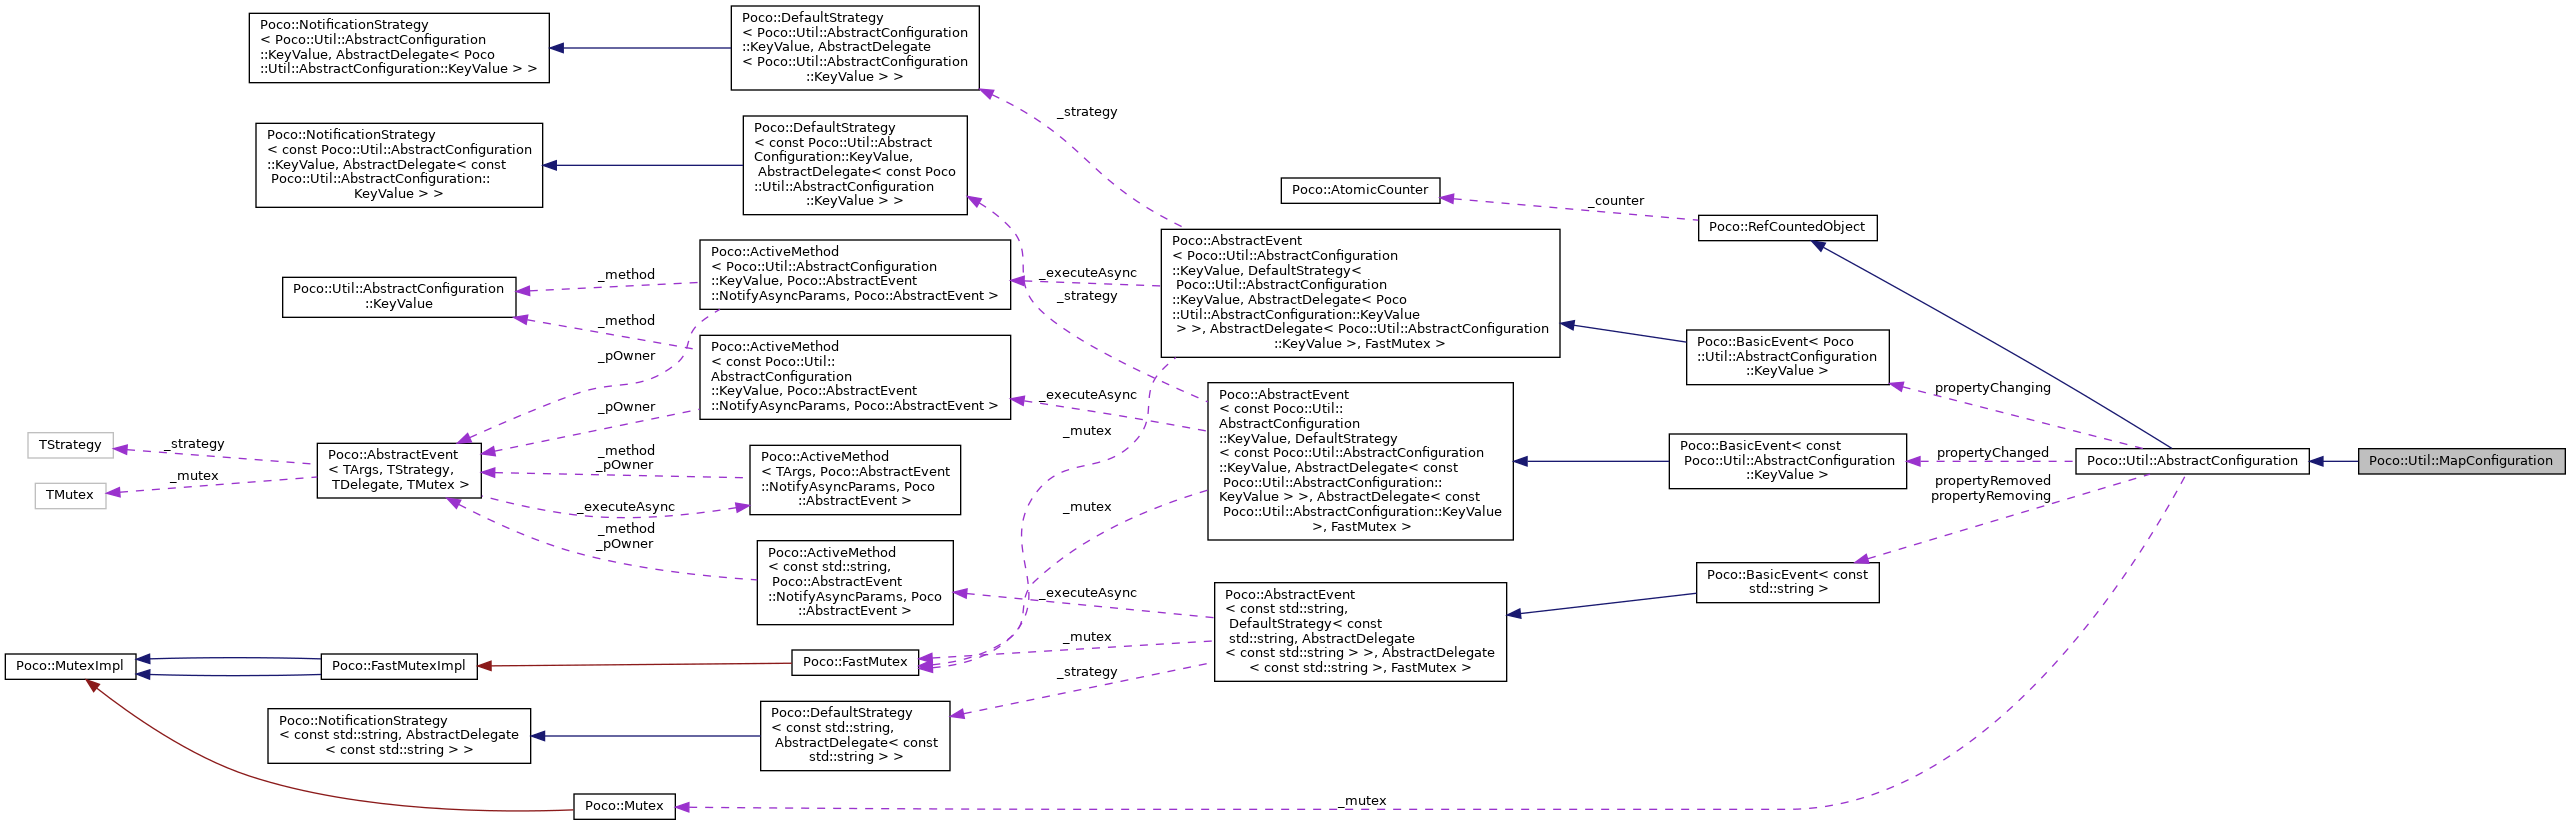 Poco::NotificationStrategy
< Poco::Util::AbstractConfiguration
::KeyValue, AbstractDelegate< Poco
::Util::AbstractConfiguration::KeyValue > >
Poco::DefaultStrategy
< Poco::Util::AbstractConfiguration
::KeyValue, AbstractDelegate
< Poco::Util::AbstractConfiguration
::KeyValue > >
_strategy
Poco::NotificationStrategy
< const Poco::Util::AbstractConfiguration
::KeyValue, AbstractDelegate< const
Poco::Util::AbstractConfiguration::
KeyValue > >
Poco::DefaultStrategy
< const Poco::Util::Abstract
Configuration::KeyValue,
AbstractDelegate< const Poco
::Util::AbstractConfiguration
::KeyValue > >
Poco::AtomicCounter
_counter
Poco::RefCountedObject
Poco::Util::AbstractConfiguration
::KeyValue
_method
_method
_pOwner
_pOwner
Poco::ActiveMethod
< Poco::Util::AbstractConfiguration
::KeyValue, Poco::AbstractEvent
::NotifyAsyncParams, Poco::AbstractEvent >
_executeAsync
_strategy
Poco::AbstractEvent
< Poco::Util::AbstractConfiguration
::KeyValue, DefaultStrategy<
Poco::Util::AbstractConfiguration
::KeyValue, AbstractDelegate< Poco
::Util::AbstractConfiguration::KeyValue
> >, AbstractDelegate< Poco::Util::AbstractConfiguration
::KeyValue >, FastMutex >
Poco::BasicEvent< Poco
::Util::AbstractConfiguration
::KeyValue >
propertyChanging
Poco::ActiveMethod
< const Poco::Util::
AbstractConfiguration
::KeyValue, Poco::AbstractEvent
::NotifyAsyncParams, Poco::AbstractEvent >
_executeAsync
_mutex
Poco::AbstractEvent
< const Poco::Util::
AbstractConfiguration
::KeyValue, DefaultStrategy
< const Poco::Util::AbstractConfiguration
::KeyValue, AbstractDelegate< const
Poco::Util::AbstractConfiguration::
KeyValue > >, AbstractDelegate< const
Poco::Util::AbstractConfiguration::KeyValue
>, FastMutex >
Poco::BasicEvent< const
Poco::Util::AbstractConfiguration
::KeyValue >
propertyChanged
propertyRemoved
propertyRemoving
Poco::Util::AbstractConfiguration
Poco::Util::MapConfiguration
TStrategy
_strategy
TMutex
_mutex
Poco::AbstractEvent
< TArgs, TStrategy,
TDelegate, TMutex >
_method
_pOwner
_executeAsync
_method
_pOwner
Poco::ActiveMethod
< TArgs, Poco::AbstractEvent
::NotifyAsyncParams, Poco
::AbstractEvent >
_mutex
Poco::ActiveMethod
< const std::string,
Poco::AbstractEvent
::NotifyAsyncParams, Poco
::AbstractEvent >
_executeAsync
Poco::AbstractEvent
< const std::string,
DefaultStrategy< const
std::string, AbstractDelegate
< const std::string > >, AbstractDelegate
< const std::string >, FastMutex >
Poco::BasicEvent< const
std::string >
_mutex
_strategy
Poco::MutexImpl
Poco::FastMutexImpl
Poco::FastMutex
Poco::NotificationStrategy
< const std::string, AbstractDelegate
< const std::string > >
Poco::DefaultStrategy
< const std::string,
AbstractDelegate< const
std::string > >
Poco::Mutex
_mutex